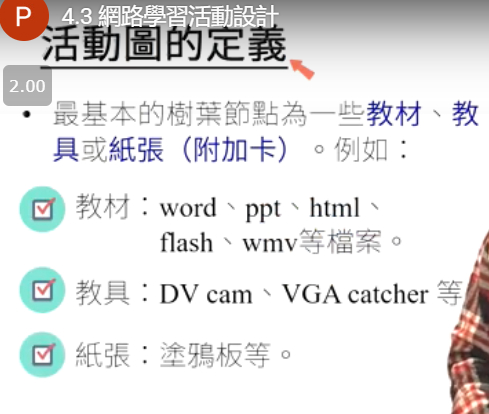 P 4.3 網路學習活動設計
活動圖的定義
2.00
• 最基本的樹葉節點為一些教材、教
具或紙張（附加卡）。例如：
教材：word、ppt、html、
flash、wmv等檔案。
教具：DV cam、VGA catcher 等
紙張：塗鴉板等。